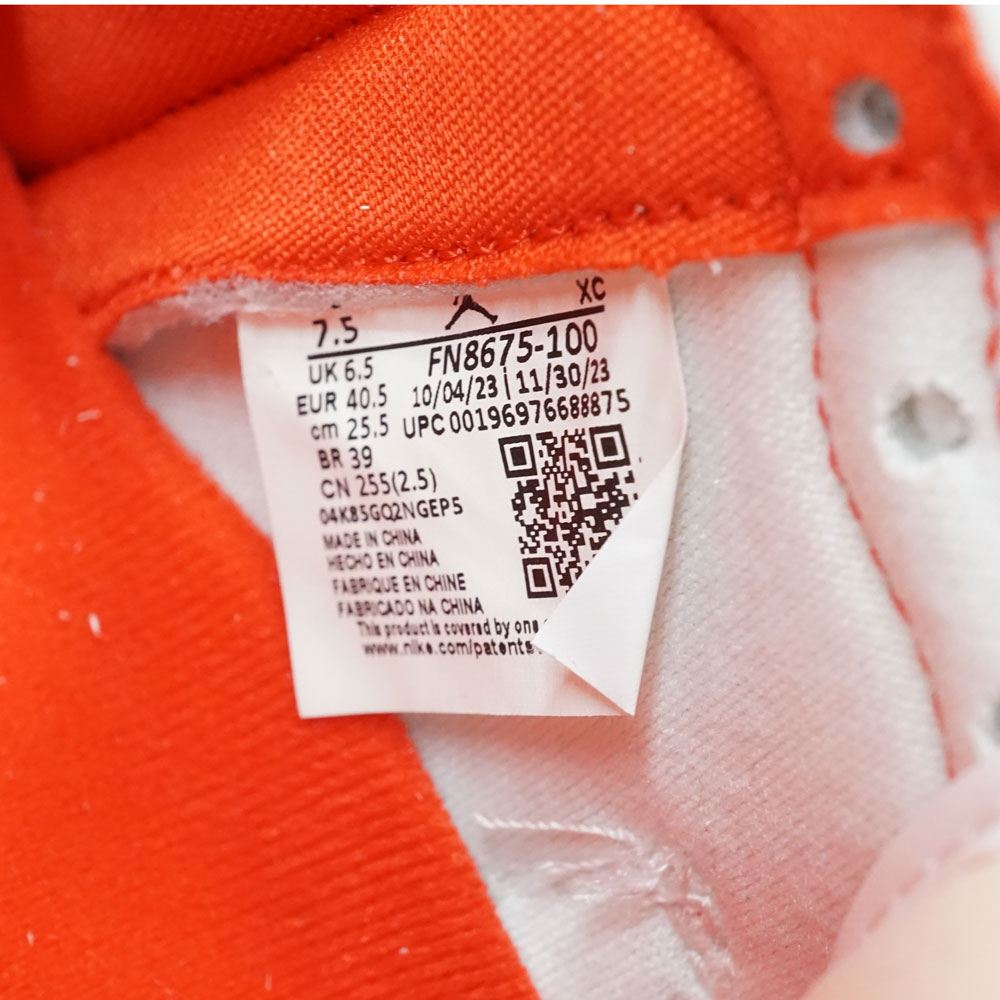 XC
7.5
FN8675-100
UK 6.5
10/04/23 | 11/30/23
EUR 40.5
UPC 00196976688875
cm 25.5
BR 39
CN 255(2.5)
04K85GQ2NGEP5
MADE IN CHINA
HECHO EN CHINA
FABRIQUE EN CHINE
FABRICADO NA CHINA
This product is covered by one
www.nike.com/patents